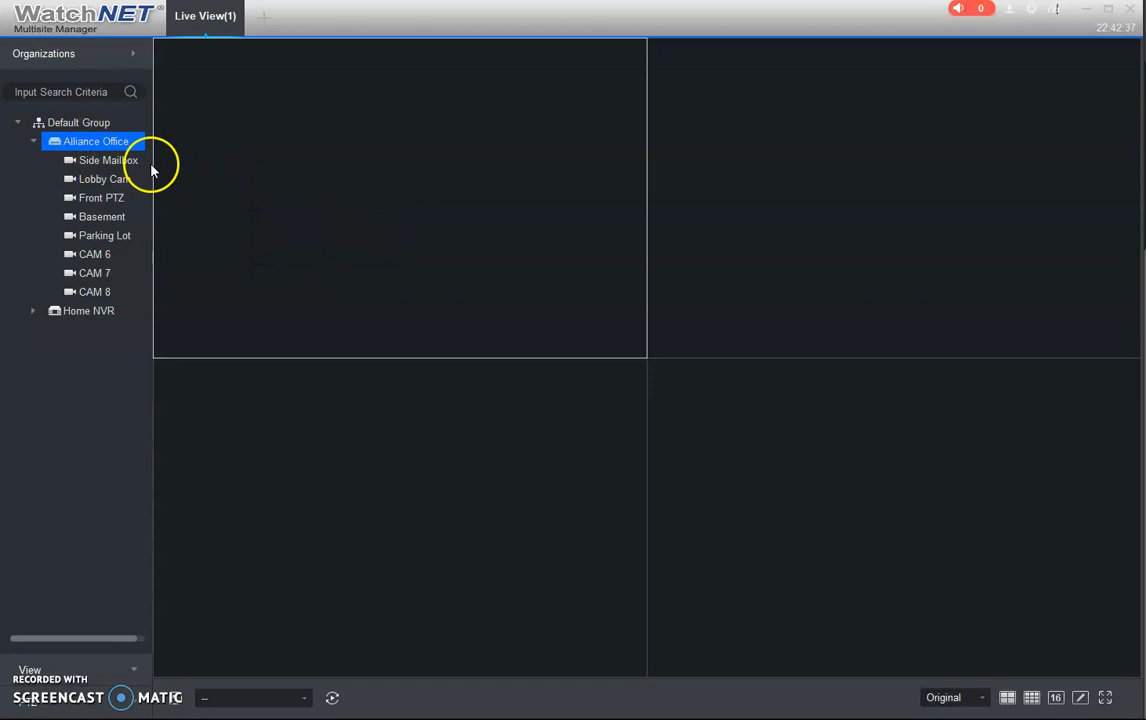 WatchNET®
Multisite Manager
Live View(1)
0
22:42:37
Organizations
Input Search Criteria
Default Group
Alliance Office
Side Mailbox
Lobby Cam
Front PTZ
Basement
Parking Lot
CAM 6
CAM 7
CAM 8
Home NVR
View
RECORDED WITH
SCREENCAST MATIC
--
Original
16